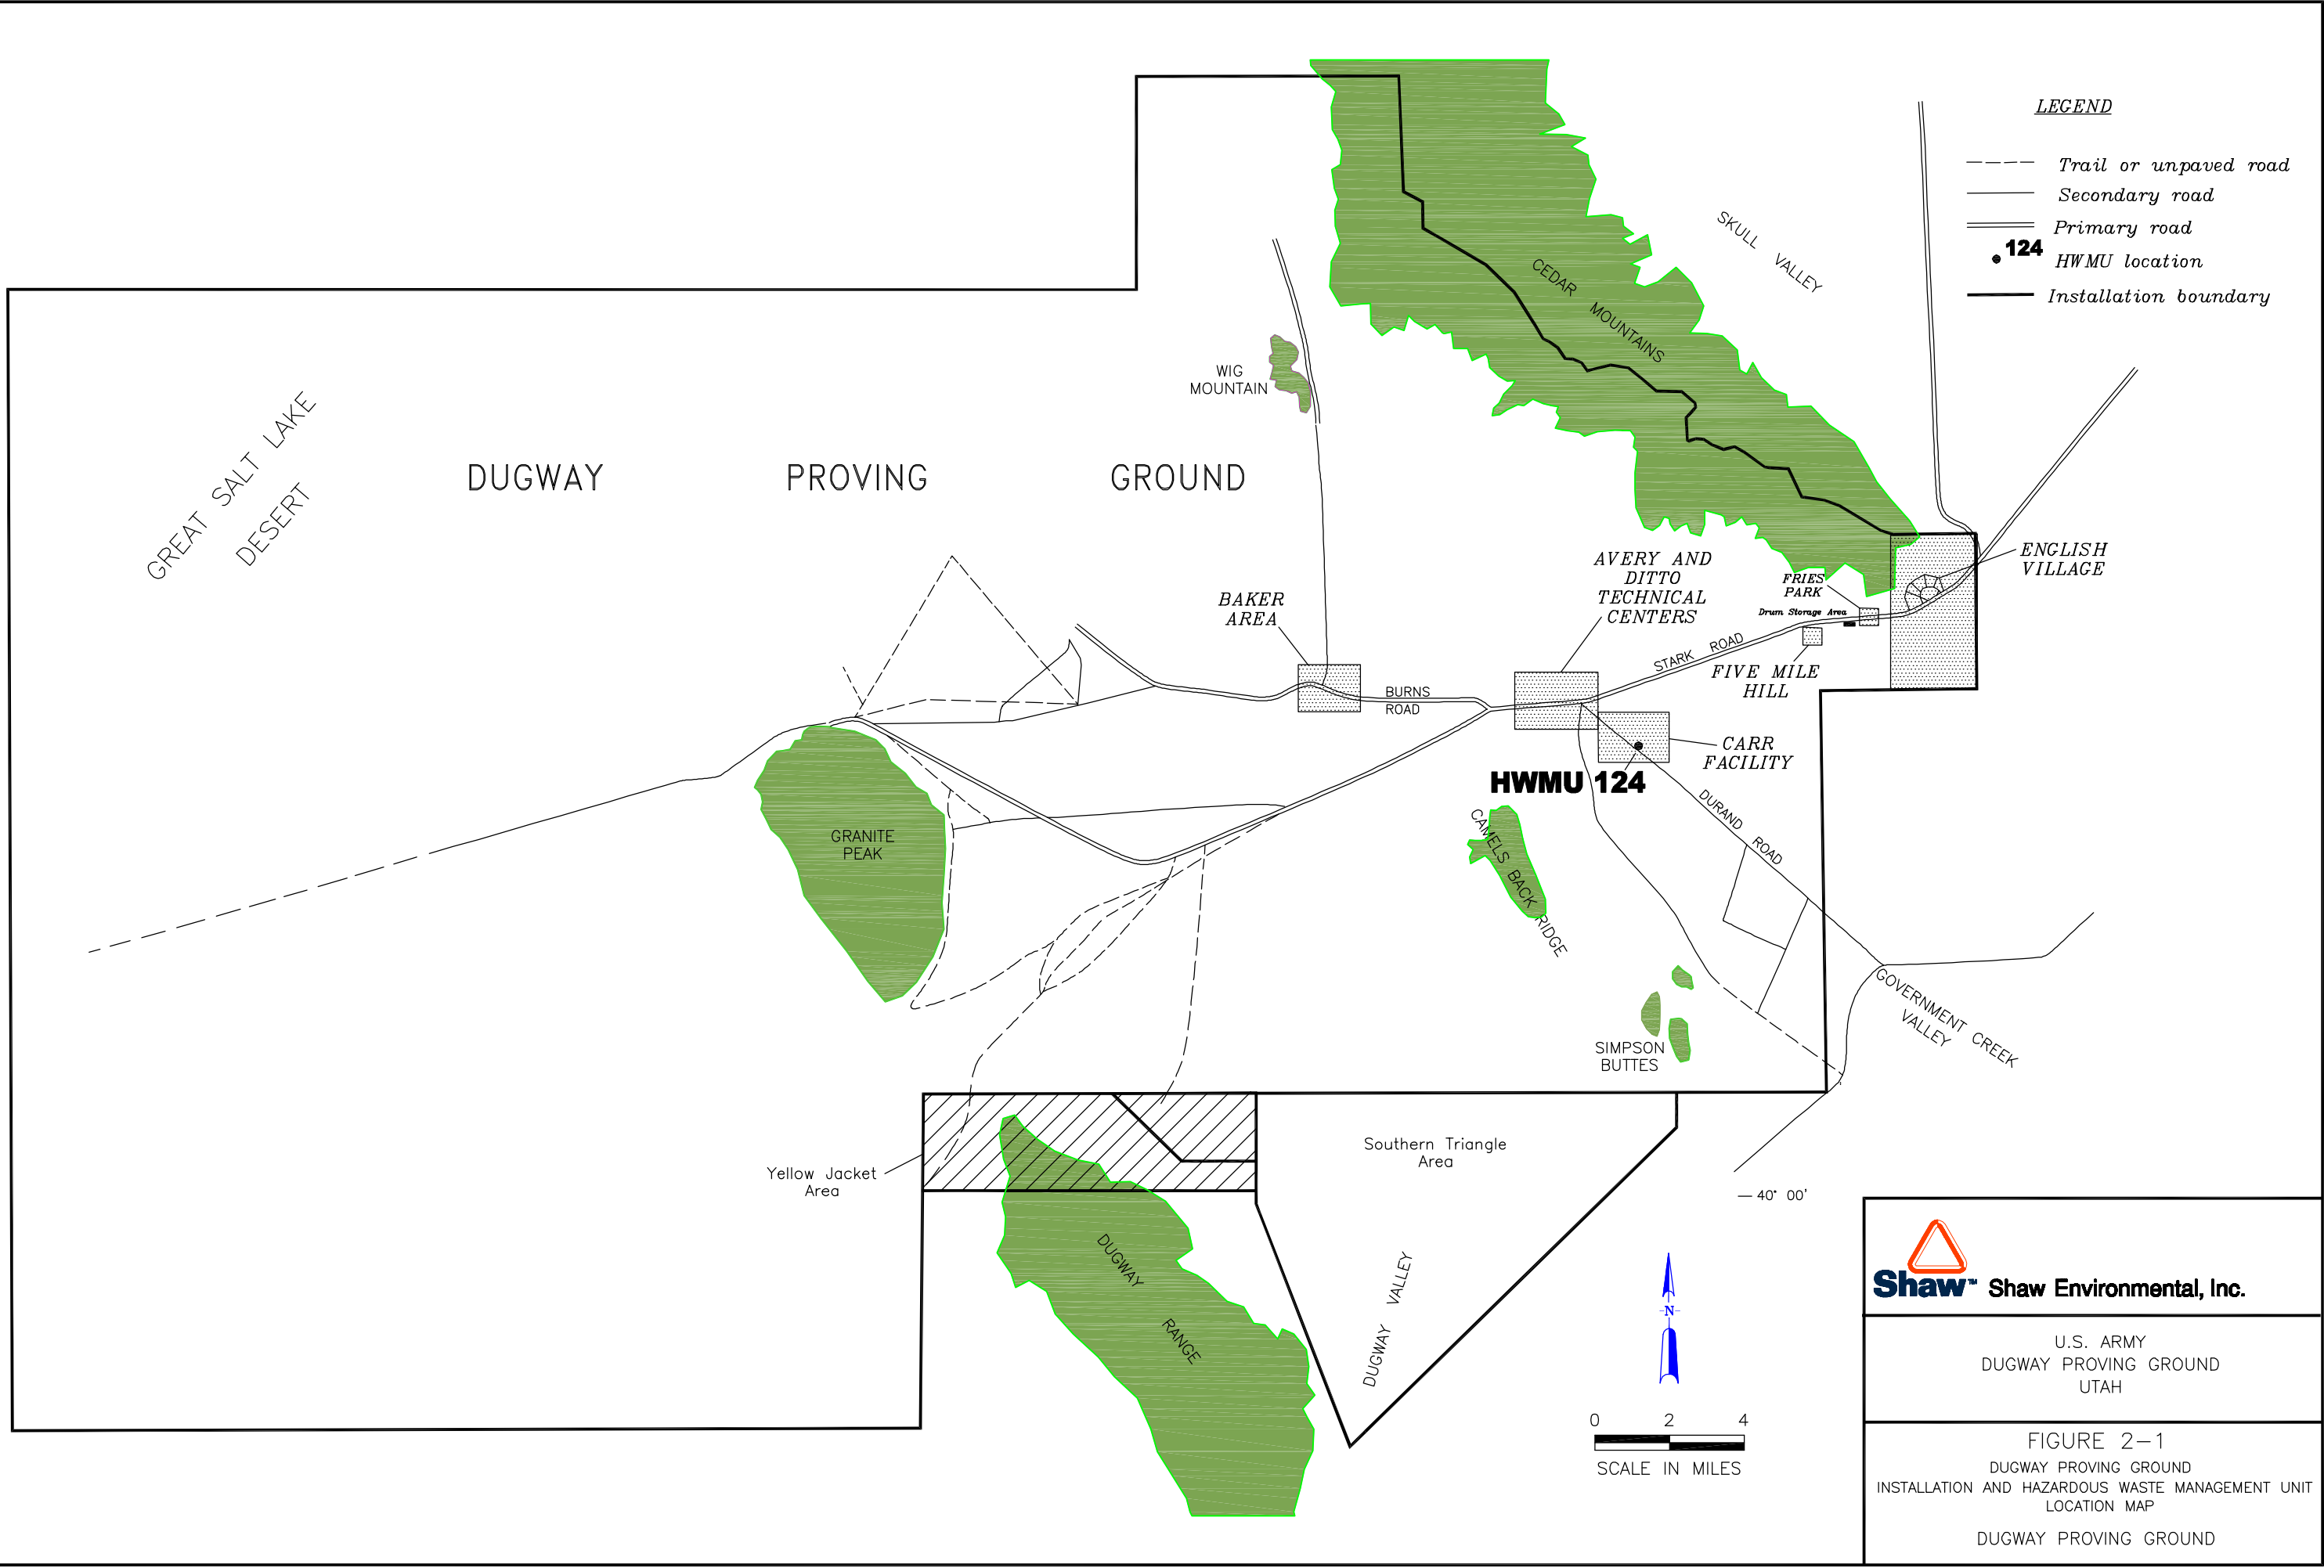 LEGEND
Trail or unpaved road
Secondary road
Primary road
124
HWMU location
Installation boundary
SKULL VALLEY
CEDAR MOUNTAINS
WIG
MOUNTAIN
GREAT SALT LAKE
DESERT
DUGWAY PROVING GROUND
ENGLISH
VILLAGE
AVERY AND
DITTO
TECHNICAL
CENTERS
FRIES
PARK
Drum Storage Area
BAKER
AREA
STARK ROAD
FIVE MILE
HILL
BURNS
ROAD
CARR
FACILITY
HWMU 124
DURAND ROAD
CAMELS BACK RIDGE
GRANITE
PEAK
GOVERNMENT CREEK
VALLEY
SIMPSON
BUTTES
Southern Triangle
Area
Yellow Jacket
Area
40° 00'
DUGWAY RANGE
DUGWAY VALLEY
N
0 2 4
SCALE IN MILES
Shaw™ Shaw Environmental, Inc.
U.S. ARMY
DUGWAY PROVING GROUND
UTAH
FIGURE 2-1
DUGWAY PROVING GROUND
INSTALLATION AND HAZARDOUS WASTE MANAGEMENT UNIT
LOCATION MAP
DUGWAY PROVING GROUND